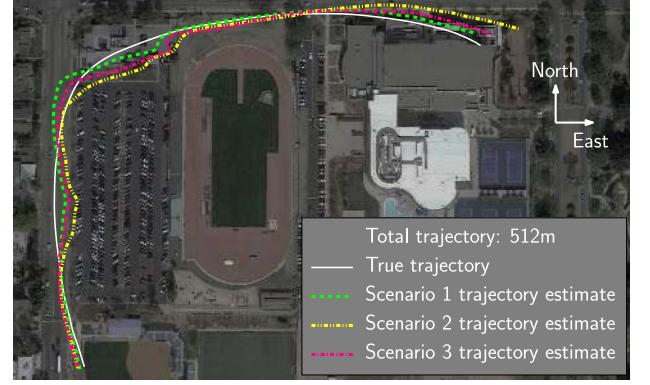 North
East
Total trajectory: 512m
True trajectory
Scenario 1 trajectory estimate
Scenario 2 trajectory estimate
Scenario 3 trajectory estimate